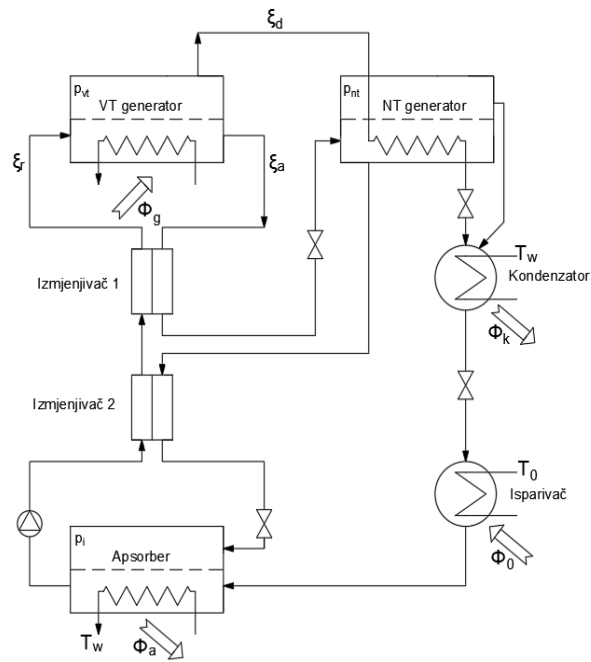 ξd
pvt
VT generator
pnt
NT generator
ξr
ξa
Φg
Izmjenjivač 1
Tw
Kondenzator
Φk
Izmjenjivač 2
T0
Isparivač
Φ0
pi
Apsorber
Tw
Φa